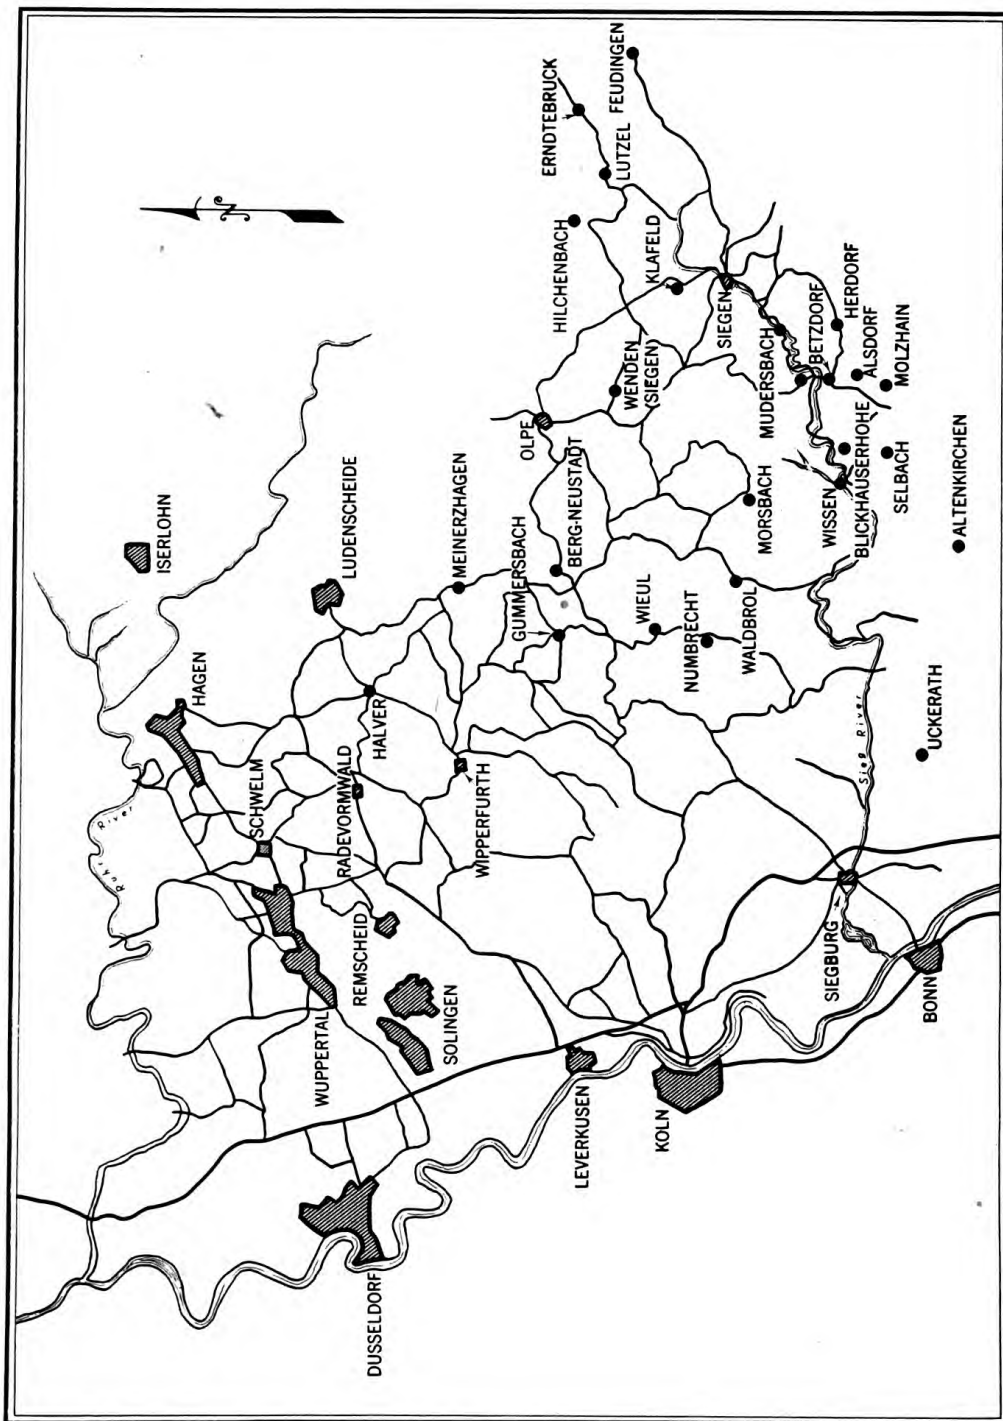 ISERLOHN
HAGEN
Ruhr River
LUDENSCHEIDE
SCHWELM
HALVER
RADEVORMWALD
MEINERZHAGEN
WUPPERTAL
REMSCHEID
WIPPERFURTH
SOLINGEN
DUSSELDORF
ERNDTEBRUCK
FEUDINGEN
LUTZEL
HILCHENBACH
KLAFELD
OLPE
WENDEN
(SIEGEN)
SIEGEN
GUMMERSBACH
BERG-NEUSTADT
WIEUL
NUMBRECHT
WALDBROL
MORSBACH
MUDERSBACH
BETZDORF
HERDORF
ALSDORF
MOLZHAIN
WISSEN
BLICKHAUSERHOHE
SELBACH
ALTENKIRCHEN
LEVERKUSEN
KOLN
Sieg River
UCKERATH
SIEGBURG
BONN
N